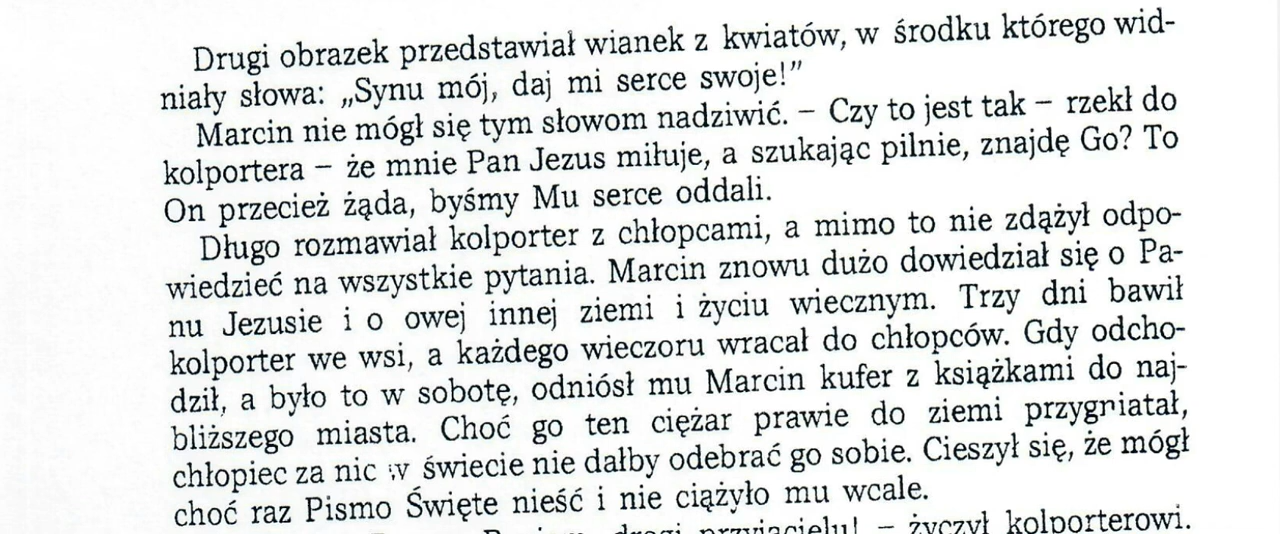 Drugi obrazek przedstawiał wianek z kwiatów, w środku którego wid-
niały słowa: „Synu mój, daj mi serce swoje!”
Marcin nie mógł się tym słowom nadziwić. – Czy to jest tak – rzekł do
kolportera – że mnie Pan Jezus miłuje, a szukając pilnie, znajdę Go? To
On przecież żąda, byśmy Mu serce oddali.
Długo rozmawiał kolporter z chłopcami, a mimo to nie zdążył odpo-
wiedzieć na wszystkie pytania. Marcin znowu dużo dowiedział się o Pa-
nu Jezusie i o owej innej ziemi i życiu wiecznym. Trzy dni bawił
kolporter we wsi, a każdego wieczoru wracał do chłopców. Gdy odcho-
dził, a było to w sobotę, odniósł mu Marcin kufer z książkami do naj-
bliższego miasta. Choć go ten ciężar prawie do ziemi przygniatał,
chłopiec za nic w świecie nie dałby odebrać go sobie. Cieszył się, że mógł
choć raz Pismo Święte nieść i nie ciążyło mu wcale.
drogi przyjacielu! – życzył kolporterowi.